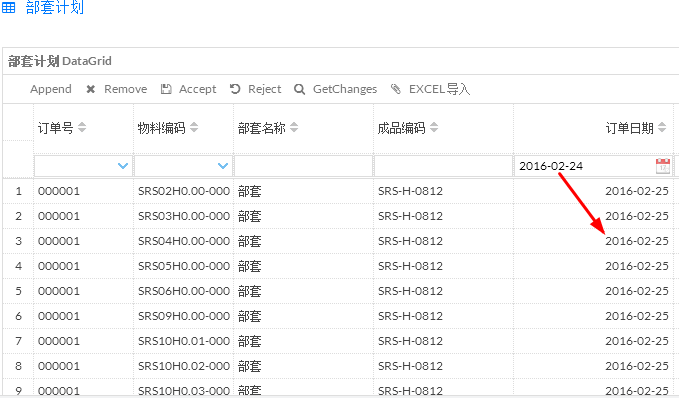 部套计划
部套计划 DataGrid
Append Remove Accept Reject GetChanges EXCEL导入
订单号 物料编码 部套名称 成品编码 订单日期
2016-02-24
1 000001 SRS02H0.00-000 部套 SRS-H-0812 2016-02-25
2 000001 SRS03H0.00-000 部套 SRS-H-0812 2016-02-25
3 000001 SRS04H0.00-000 部套 SRS-H-0812 2016-02-25
4 000001 SRS05H0.00-000 部套 SRS-H-0812 2016-02-25
5 000001 SRS06H0.00-000 部套 SRS-H-0812 2016-02-25
6 000001 SRS09H0.00-000 部套 SRS-H-0812 2016-02-25
7 000001 SRS10H0.01-000 部套 SRS-H-0812 2016-02-25
8 000001 SRS10H0.02-000 部套 SRS-H-0812 2016-02-25
9 000001 SRS10H0.03-000 部套 SRS-H-0812 2016-02-25